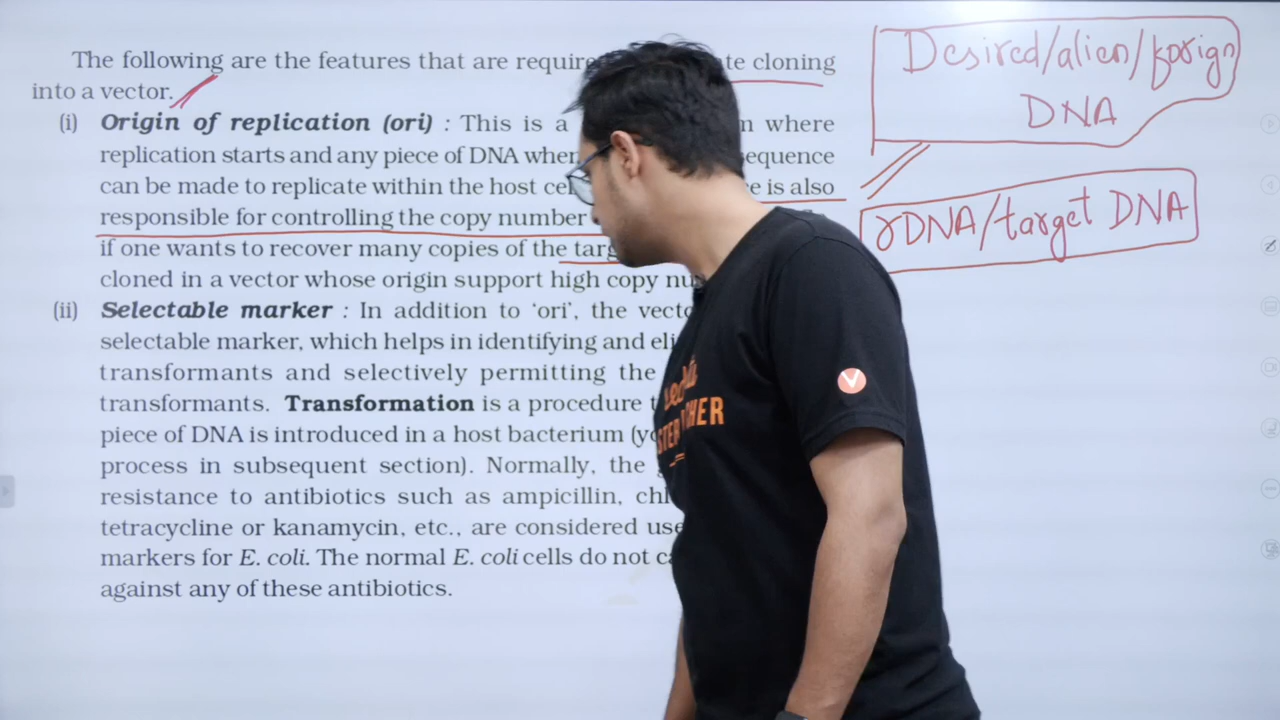 The following are the features that are require te cloning
into a vector.
(i) Origin of replication (ori) : This is a m where
replication starts and any piece of DNA when equence
can be made to replicate within the host cel e is also
responsible for controlling the copy number
if one wants to recover many copies of the targ
cloned in a vector whose origin support high copy nu
(ii) Selectable marker : In addition to ‘ori’, the vecto
selectable marker, which helps in identifying and eli
transformants and selectively permitting the
transformants. Transformation is a procedure t
piece of DNA is introduced in a host bacterium (yo
process in subsequent section). Normally, the g
resistance to antibiotics such as ampicillin, chl
tetracycline or kanamycin, etc., are considered use
markers for E. coli. The normal E. coli cells do not ca
against any of these antibiotics.
Desired/alien/forign
DNA
rDNA/target DNA
V